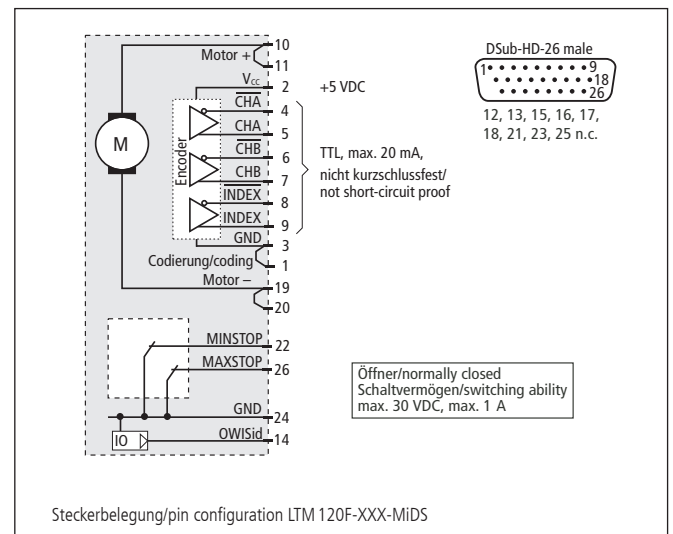 Motor + 10
11
V̅cc 2 +5 VDC
C̅H̅A̅ 4
CHA 5
C̅H̅B̅ 6
CHB 7
I̅N̅D̅E̅X̅ 8
INDEX 9
GND 3
Codierung/coding 1
Motor – 19
20
M
Encoder
TTL, max. 20 mA,
nicht kurzschlussfest/
not short-circuit proof
DSub-HD-26 male
1 9
18
26
12, 13, 15, 16, 17,
18, 21, 23, 25 n.c.
MINSTOP 22
MAXSTOP 26
GND 24
IO OWISid 14
Öffner/normally closed
Schaltvermögen/switching ability
max. 30 VDC, max. 1 A
Steckerbelegung/pin configuration LTM 120F-XXX-MiDS